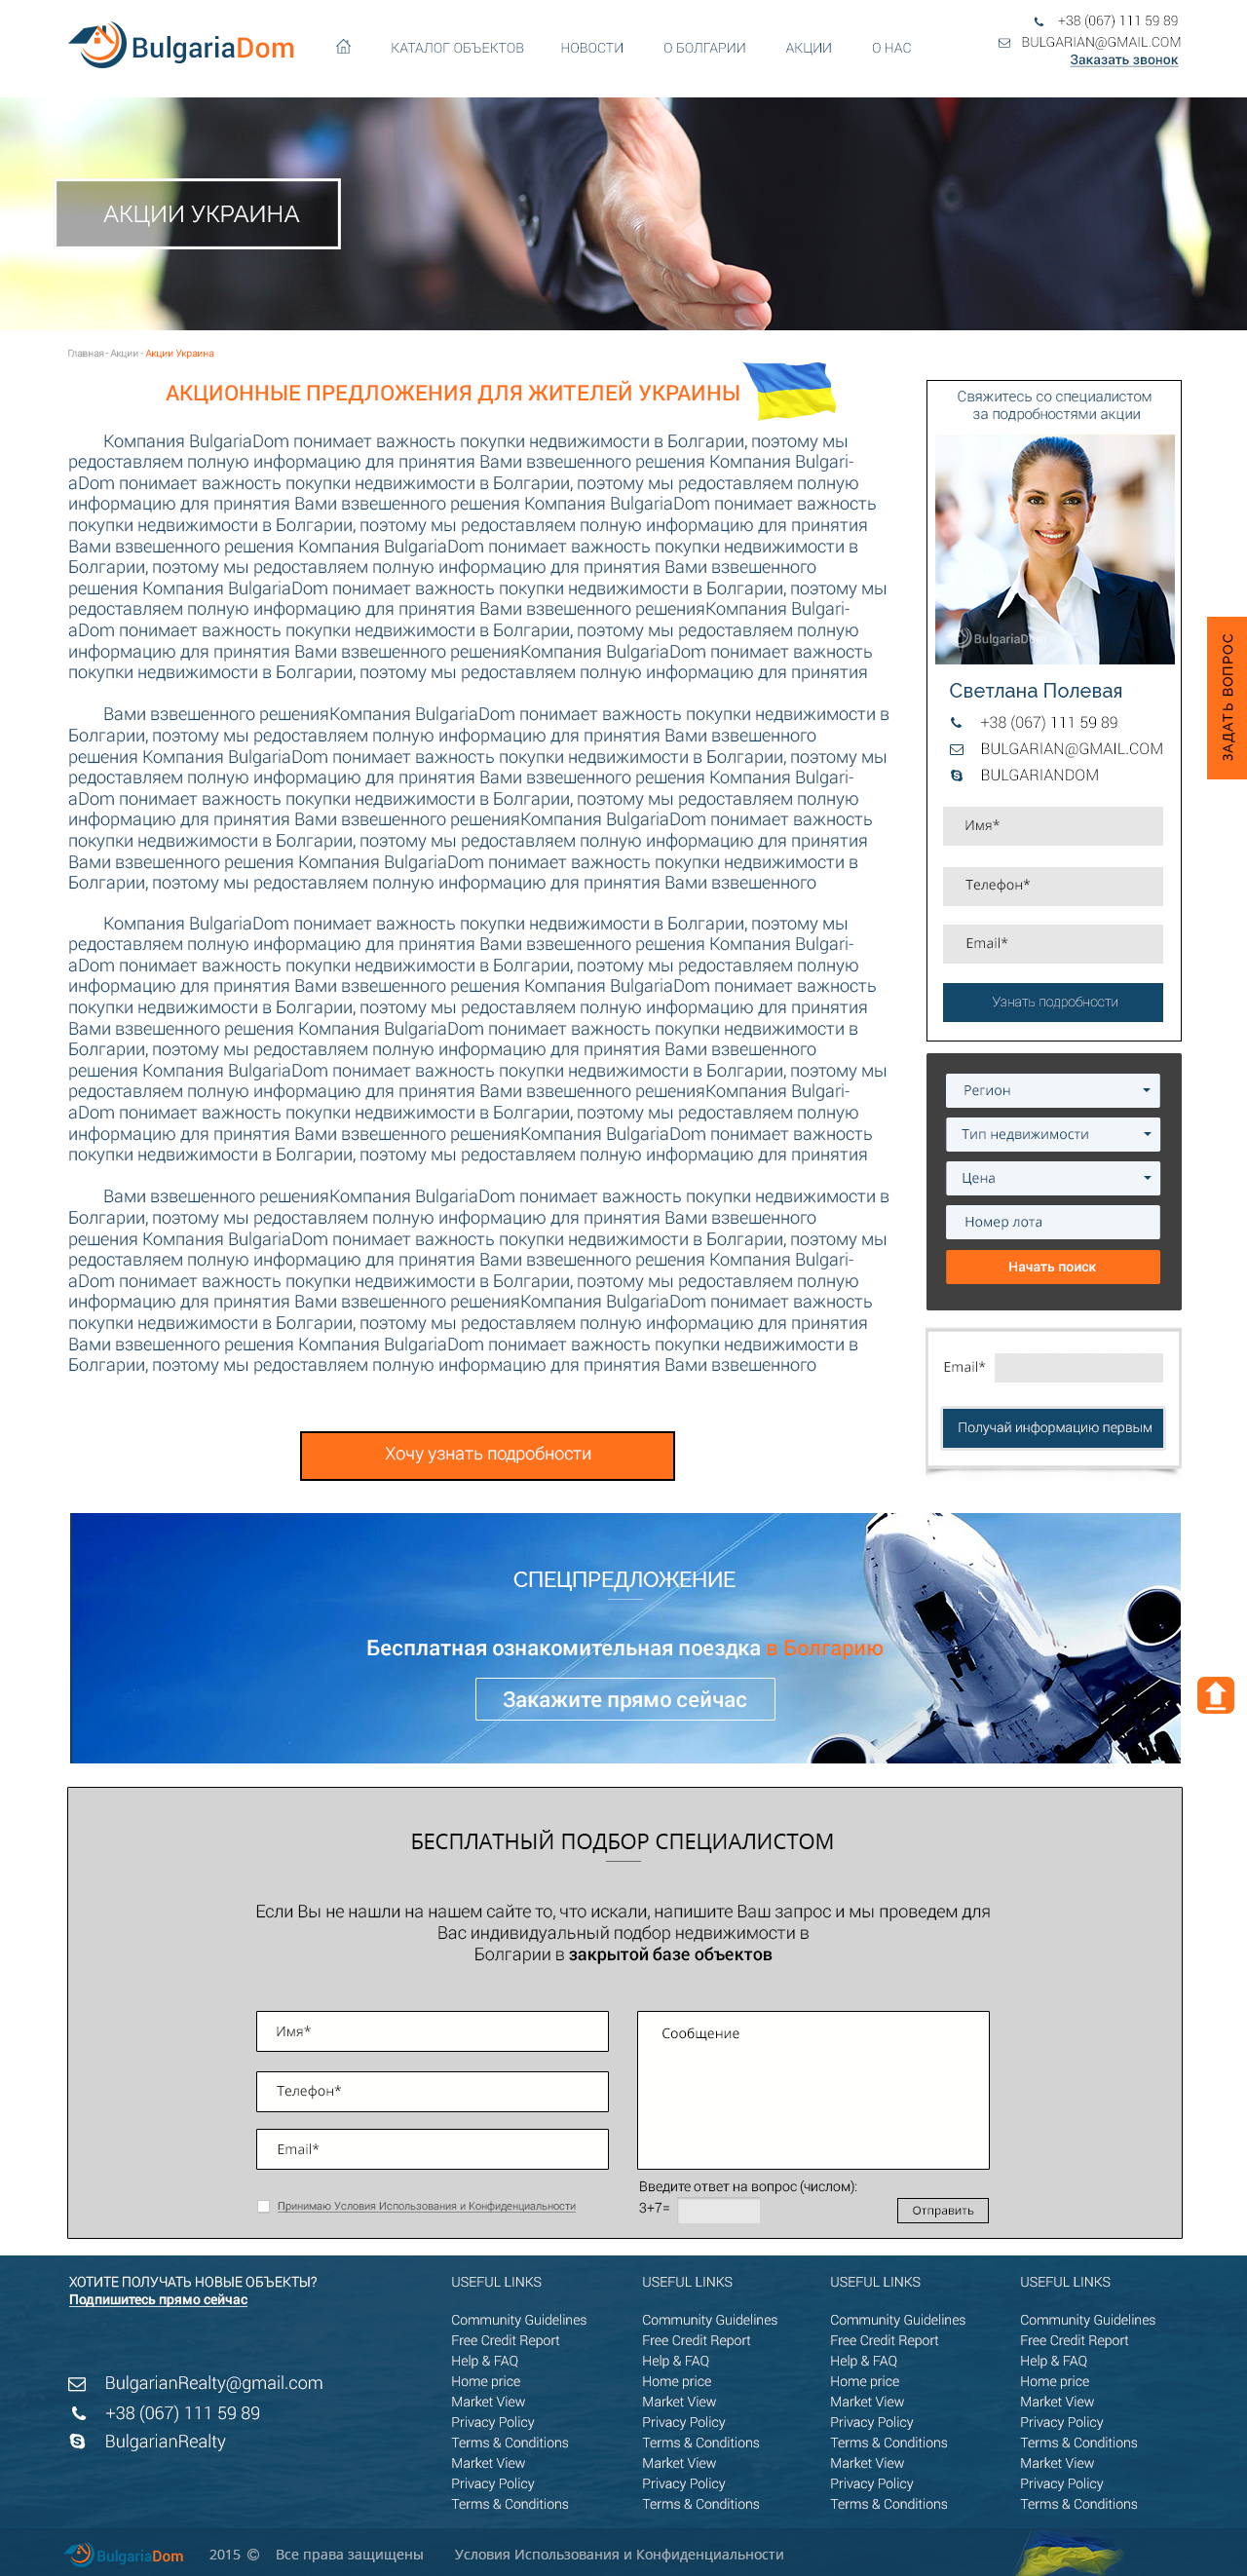 BulgariaDom
КАТАЛОГ ОБЪЕКТОВ
НОВОСТИ
О БОЛГАРИИ
АКЦИИ
О НАС
+38 (067) 111 59 89
BULGARIAN@GMAIL.COM
Заказать звонок
АКЦИИ УКРАИНА
Главная - Акции - Акции Украина
АКЦИОННЫЕ ПРЕДЛОЖЕНИЯ ДЛЯ ЖИТЕЛЕЙ УКРАИНЫ
Компания BulgariaDom понимает важность покупки недвижимости в Болгарии, поэтому мы
редоставляем полную информацию для принятия Вами взвешенного решения Компания Bulgari-
aDom понимает важность покупки недвижимости в Болгарии, поэтому мы редоставляем полную
информацию для принятия Вами взвешенного решения Компания BulgariaDom понимает важность
покупки недвижимости в Болгарии, поэтому мы редоставляем полную информацию для принятия
Вами взвешенного решения Компания BulgariaDom понимает важность покупки недвижимости в
Болгарии, поэтому мы редоставляем полную информацию для принятия Вами взвешенного
решения Компания BulgariaDom понимает важность покупки недвижимости в Болгарии, поэтому мы
редоставляем полную информацию для принятия Вами взвешенного решенияКомпания Bulgari-
aDom понимает важность покупки недвижимости в Болгарии, поэтому мы редоставляем полную
информацию для принятия Вами взвешенного решенияКомпания BulgariaDom понимает важность
покупки недвижимости в Болгарии, поэтому мы редоставляем полную информацию для принятия
Вами взвешенного решенияКомпания BulgariaDom понимает важность покупки недвижимости в
Болгарии, поэтому мы редоставляем полную информацию для принятия Вами взвешенного
решения Компания BulgariaDom понимает важность покупки недвижимости в Болгарии, поэтому мы
редоставляем полную информацию для принятия Вами взвешенного решения Компания Bulgari-
aDom понимает важность покупки недвижимости в Болгарии, поэтому мы редоставляем полную
информацию для принятия Вами взвешенного решенияКомпания BulgariaDom понимает важность
покупки недвижимости в Болгарии, поэтому мы редоставляем полную информацию для принятия
Вами взвешенного решения Компания BulgariaDom понимает важность покупки недвижимости в
Болгарии, поэтому мы редоставляем полную информацию для принятия Вами взвешенного
Компания BulgariaDom понимает важность покупки недвижимости в Болгарии, поэтому мы
редоставляем полную информацию для принятия Вами взвешенного решения Компания Bulgari-
aDom понимает важность покупки недвижимости в Болгарии, поэтому мы редоставляем полную
информацию для принятия Вами взвешенного решения Компания BulgariaDom понимает важность
покупки недвижимости в Болгарии, поэтому мы редоставляем полную информацию для принятия
Вами взвешенного решения Компания BulgariaDom понимает важность покупки недвижимости в
Болгарии, поэтому мы редоставляем полную информацию для принятия Вами взвешенного
решения Компания BulgariaDom понимает важность покупки недвижимости в Болгарии, поэтому мы
редоставляем полную информацию для принятия Вами взвешенного решенияКомпания Bulgari-
aDom понимает важность покупки недвижимости в Болгарии, поэтому мы редоставляем полную
информацию для принятия Вами взвешенного решенияКомпания BulgariaDom понимает важность
покупки недвижимости в Болгарии, поэтому мы редоставляем полную информацию для принятия
Вами взвешенного решенияКомпания BulgariaDom понимает важность покупки недвижимости в
Болгарии, поэтому мы редоставляем полную информацию для принятия Вами взвешенного
решения Компания BulgariaDom понимает важность покупки недвижимости в Болгарии, поэтому мы
редоставляем полную информацию для принятия Вами взвешенного решения Компания Bulgari-
aDom понимает важность покупки недвижимости в Болгарии, поэтому мы редоставляем полную
информацию для принятия Вами взвешенного решенияКомпания BulgariaDom понимает важность
покупки недвижимости в Болгарии, поэтому мы редоставляем полную информацию для принятия
Вами взвешенного решения Компания BulgariaDom понимает важность покупки недвижимости в
Болгарии, поэтому мы редоставляем полную информацию для принятия Вами взвешенного
Хочу узнать подробности
Свяжитесь со специалистом
за подробностями акции
BulgariaDom
Светлана Полевая
+38 (067) 111 59 89
BULGARIAN@GMAIL.COM
BULGARIANDOM
Имя*
Телефон*
Email*
Узнать подробности
ЗАДАТЬ ВОПРОС
Регион
Тип недвижимости
Цена
Номер лота
Начать поиск
Email*
Получай информацию первым
СПЕЦПРЕДЛОЖЕНИЕ
Бесплатная ознакомительная поездка в Болгарию
Закажите прямо сейчас
БЕСПЛАТНЫЙ ПОДБОР СПЕЦИАЛИСТОМ
Если Вы не нашли на нашем сайте то, что искали, напишите Ваш запрос и мы проведем для
Вас индивидуальный подбор недвижимости в
Болгарии в закрытой базе объектов
Имя*
Телефон*
Email*
Сообщение
Принимаю Условия Использования и Конфиденциальности
Введите ответ на вопрос (числом):
3+7=
Отправить
ХОТИТЕ ПОЛУЧАТЬ НОВЫЕ ОБЪЕКТЫ?
Подпишитесь прямо сейчас
BulgarianRealty@gmail.com
+38 (067) 111 59 89
BulgarianRealty
USEFUL LINKS
Community Guidelines
Free Credit Report
Help & FAQ
Home price
Market View
Privacy Policy
Terms & Conditions
Market View
Privacy Policy
Terms & Conditions
USEFUL LINKS
Community Guidelines
Free Credit Report
Help & FAQ
Home price
Market View
Privacy Policy
Terms & Conditions
Market View
Privacy Policy
Terms & Conditions
USEFUL LINKS
Community Guidelines
Free Credit Report
Help & FAQ
Home price
Market View
Privacy Policy
Terms & Conditions
Market View
Privacy Policy
Terms & Conditions
USEFUL LINKS
Community Guidelines
Free Credit Report
Help & FAQ
Home price
Market View
Privacy Policy
Terms & Conditions
Market View
Privacy Policy
Terms & Conditions
BulgariaDom
2015 © Все права защищены
Условия Использования и Конфиденциальности